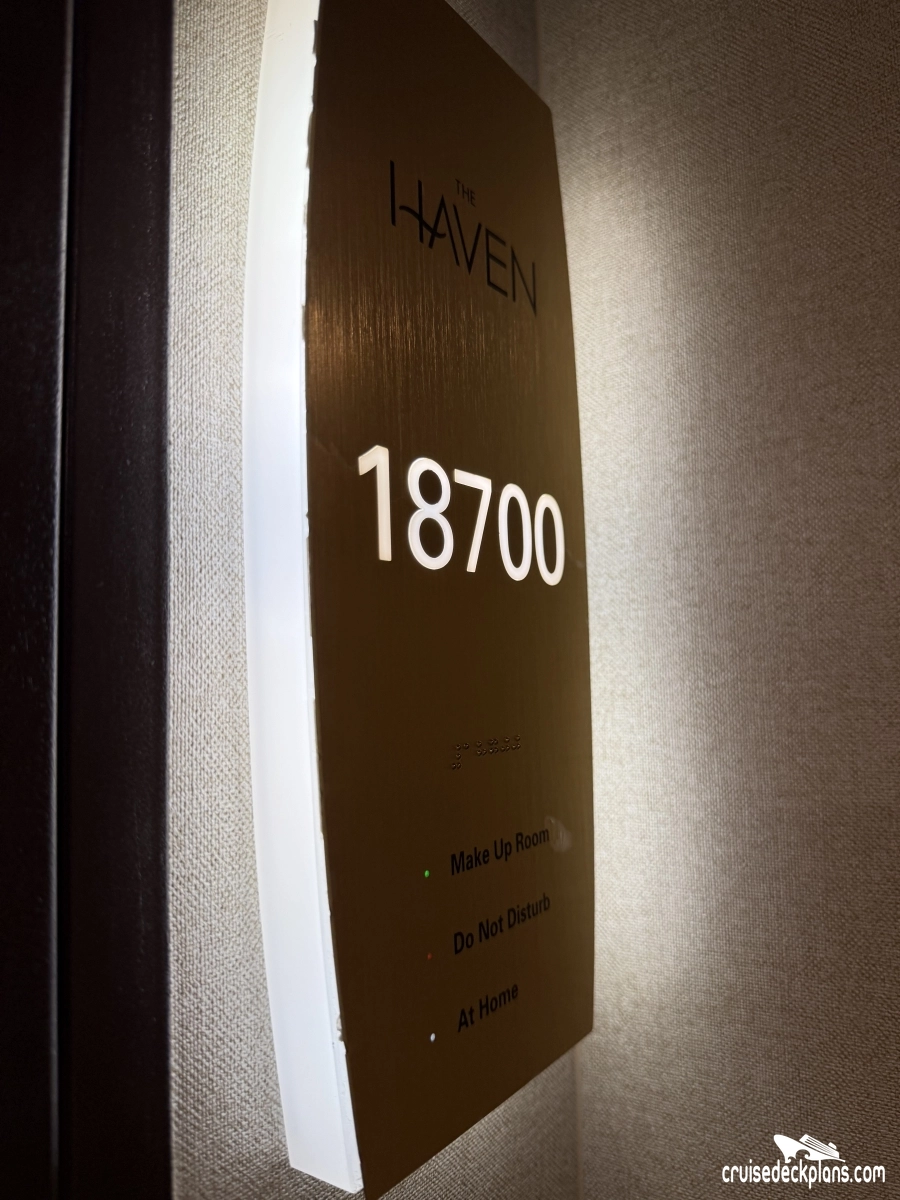 THE
HAVEN
18700
Make Up Room
Do Not Disturb
At Home
cruisedeckplans.com